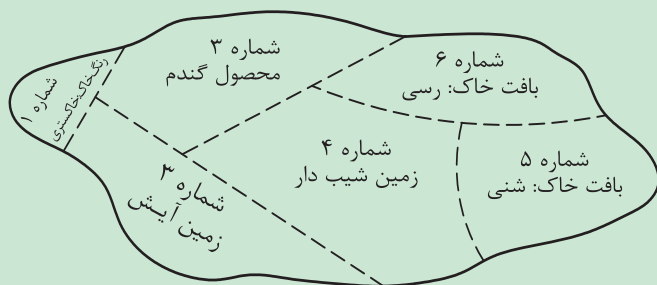 شماره ۶
بافت خاک: رسی
شماره ۳
محصول گندم
شماره ۱
رنگ خاک: خاکستری
شماره ۵
بافت خاک: شنی
شماره ۴
زمین شیب دار
شماره ۳
زمین آیش